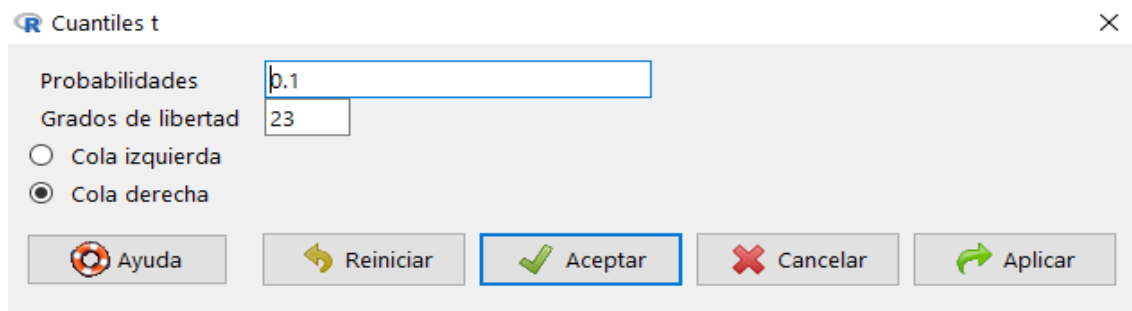 Cuantiles t
Probabilidades 0.1
Grados de libertad 23
Cola izquierda
Cola derecha
Ayuda Reiniciar Aceptar Cancelar Aplicar